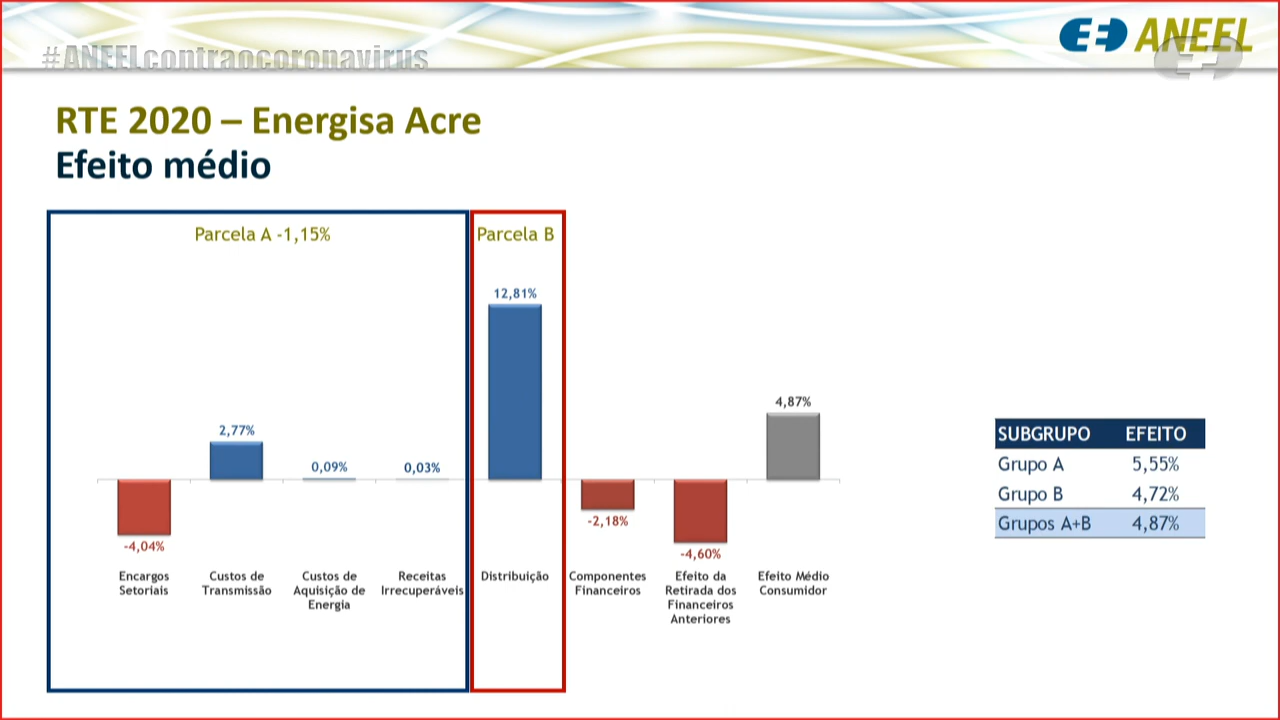 #ANEELcontraocoronavirus
ANEEL
RTE 2020 – Energisa Acre
Efeito médio
Parcela A -1,15%
Parcela B
12,81%
4,87%
2,77%
0,09%
0,03%
-4,04%
-2,18%
-4,60%
Encargos
Setoriais
Custos de
Transmissão
Custos de
Aquisição de
Energia
Receitas
Irrecuperáveis
Distribuição
Componentes
Financeiros
Efeito da
Retirada dos
Financeiros
Anteriores
Efeito Médio
Consumidor
SUBGRUPO EFEITO
Grupo A 5,55%
Grupo B 4,72%
Grupos A+B 4,87%